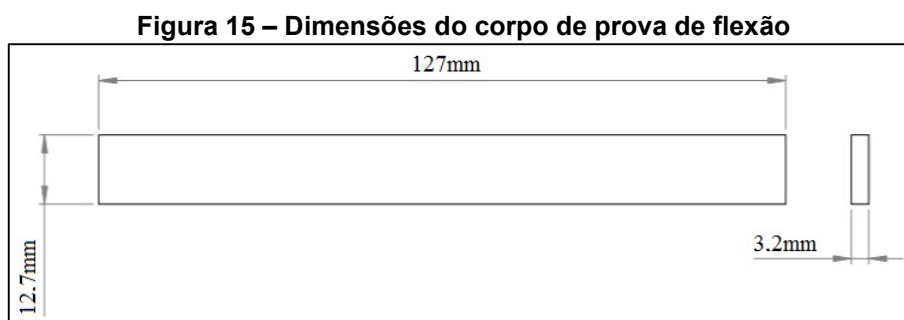 Figura 15 – Dimensões do corpo de prova de flexão
127mm
12.7mm
3.2mm